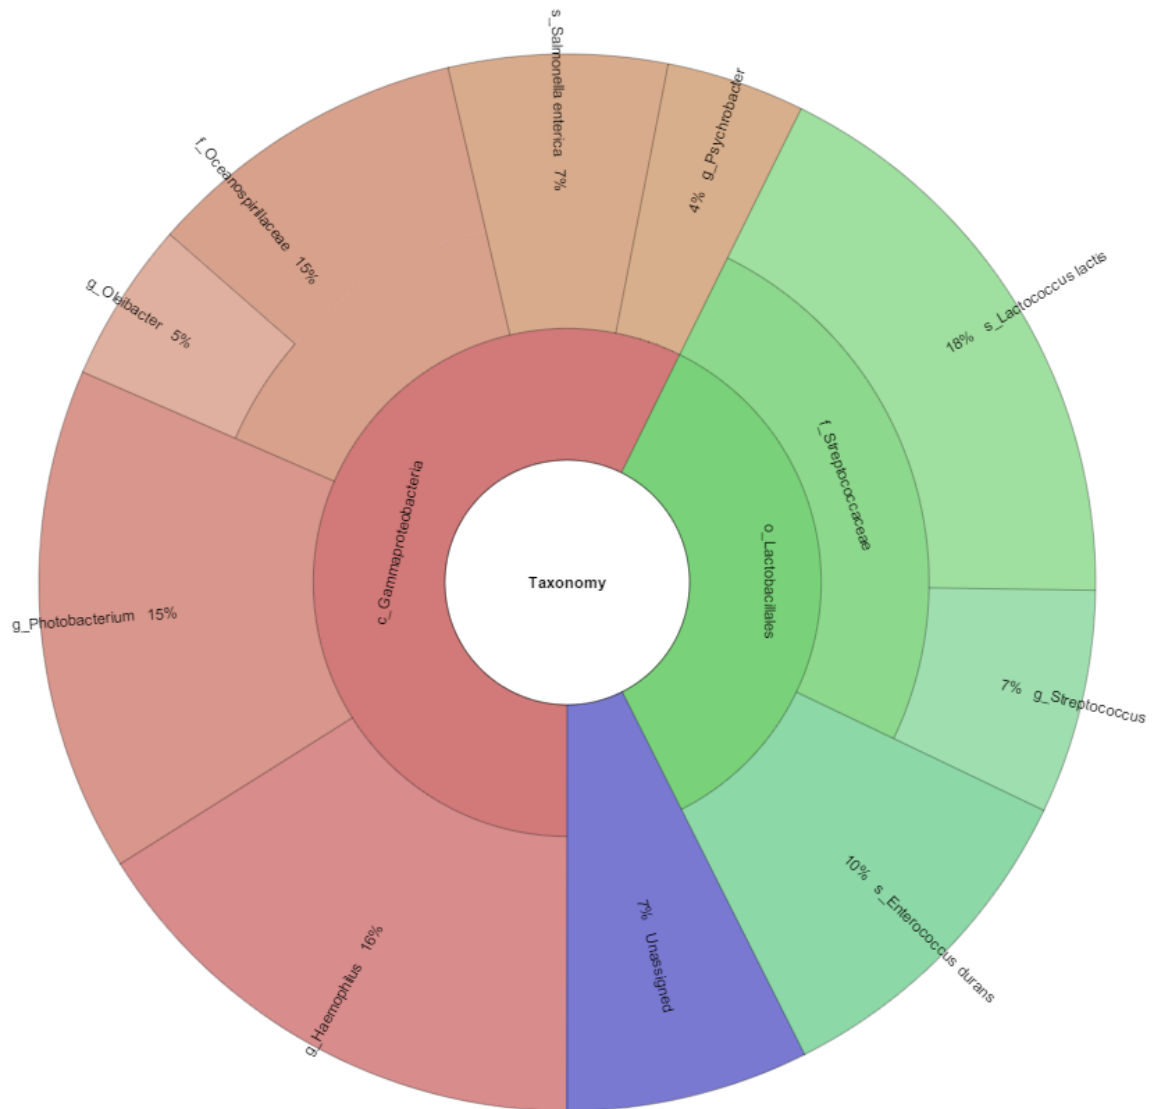 s_Salmonella enterica 7%
4% g_Psychrobacter
f_Oceanospirillaceae 15%
g_Oleibacter 5%
18% s_Lactococcus lactis
f_Streptococcaceae
c_Gammaproteobacteria
o_Lactobacillales
Taxonomy
g_Photobacterium 15%
7% g_Streptococcus
10% s_Enterococcus durans
7% Unassigned
g_Haemophilus 16%